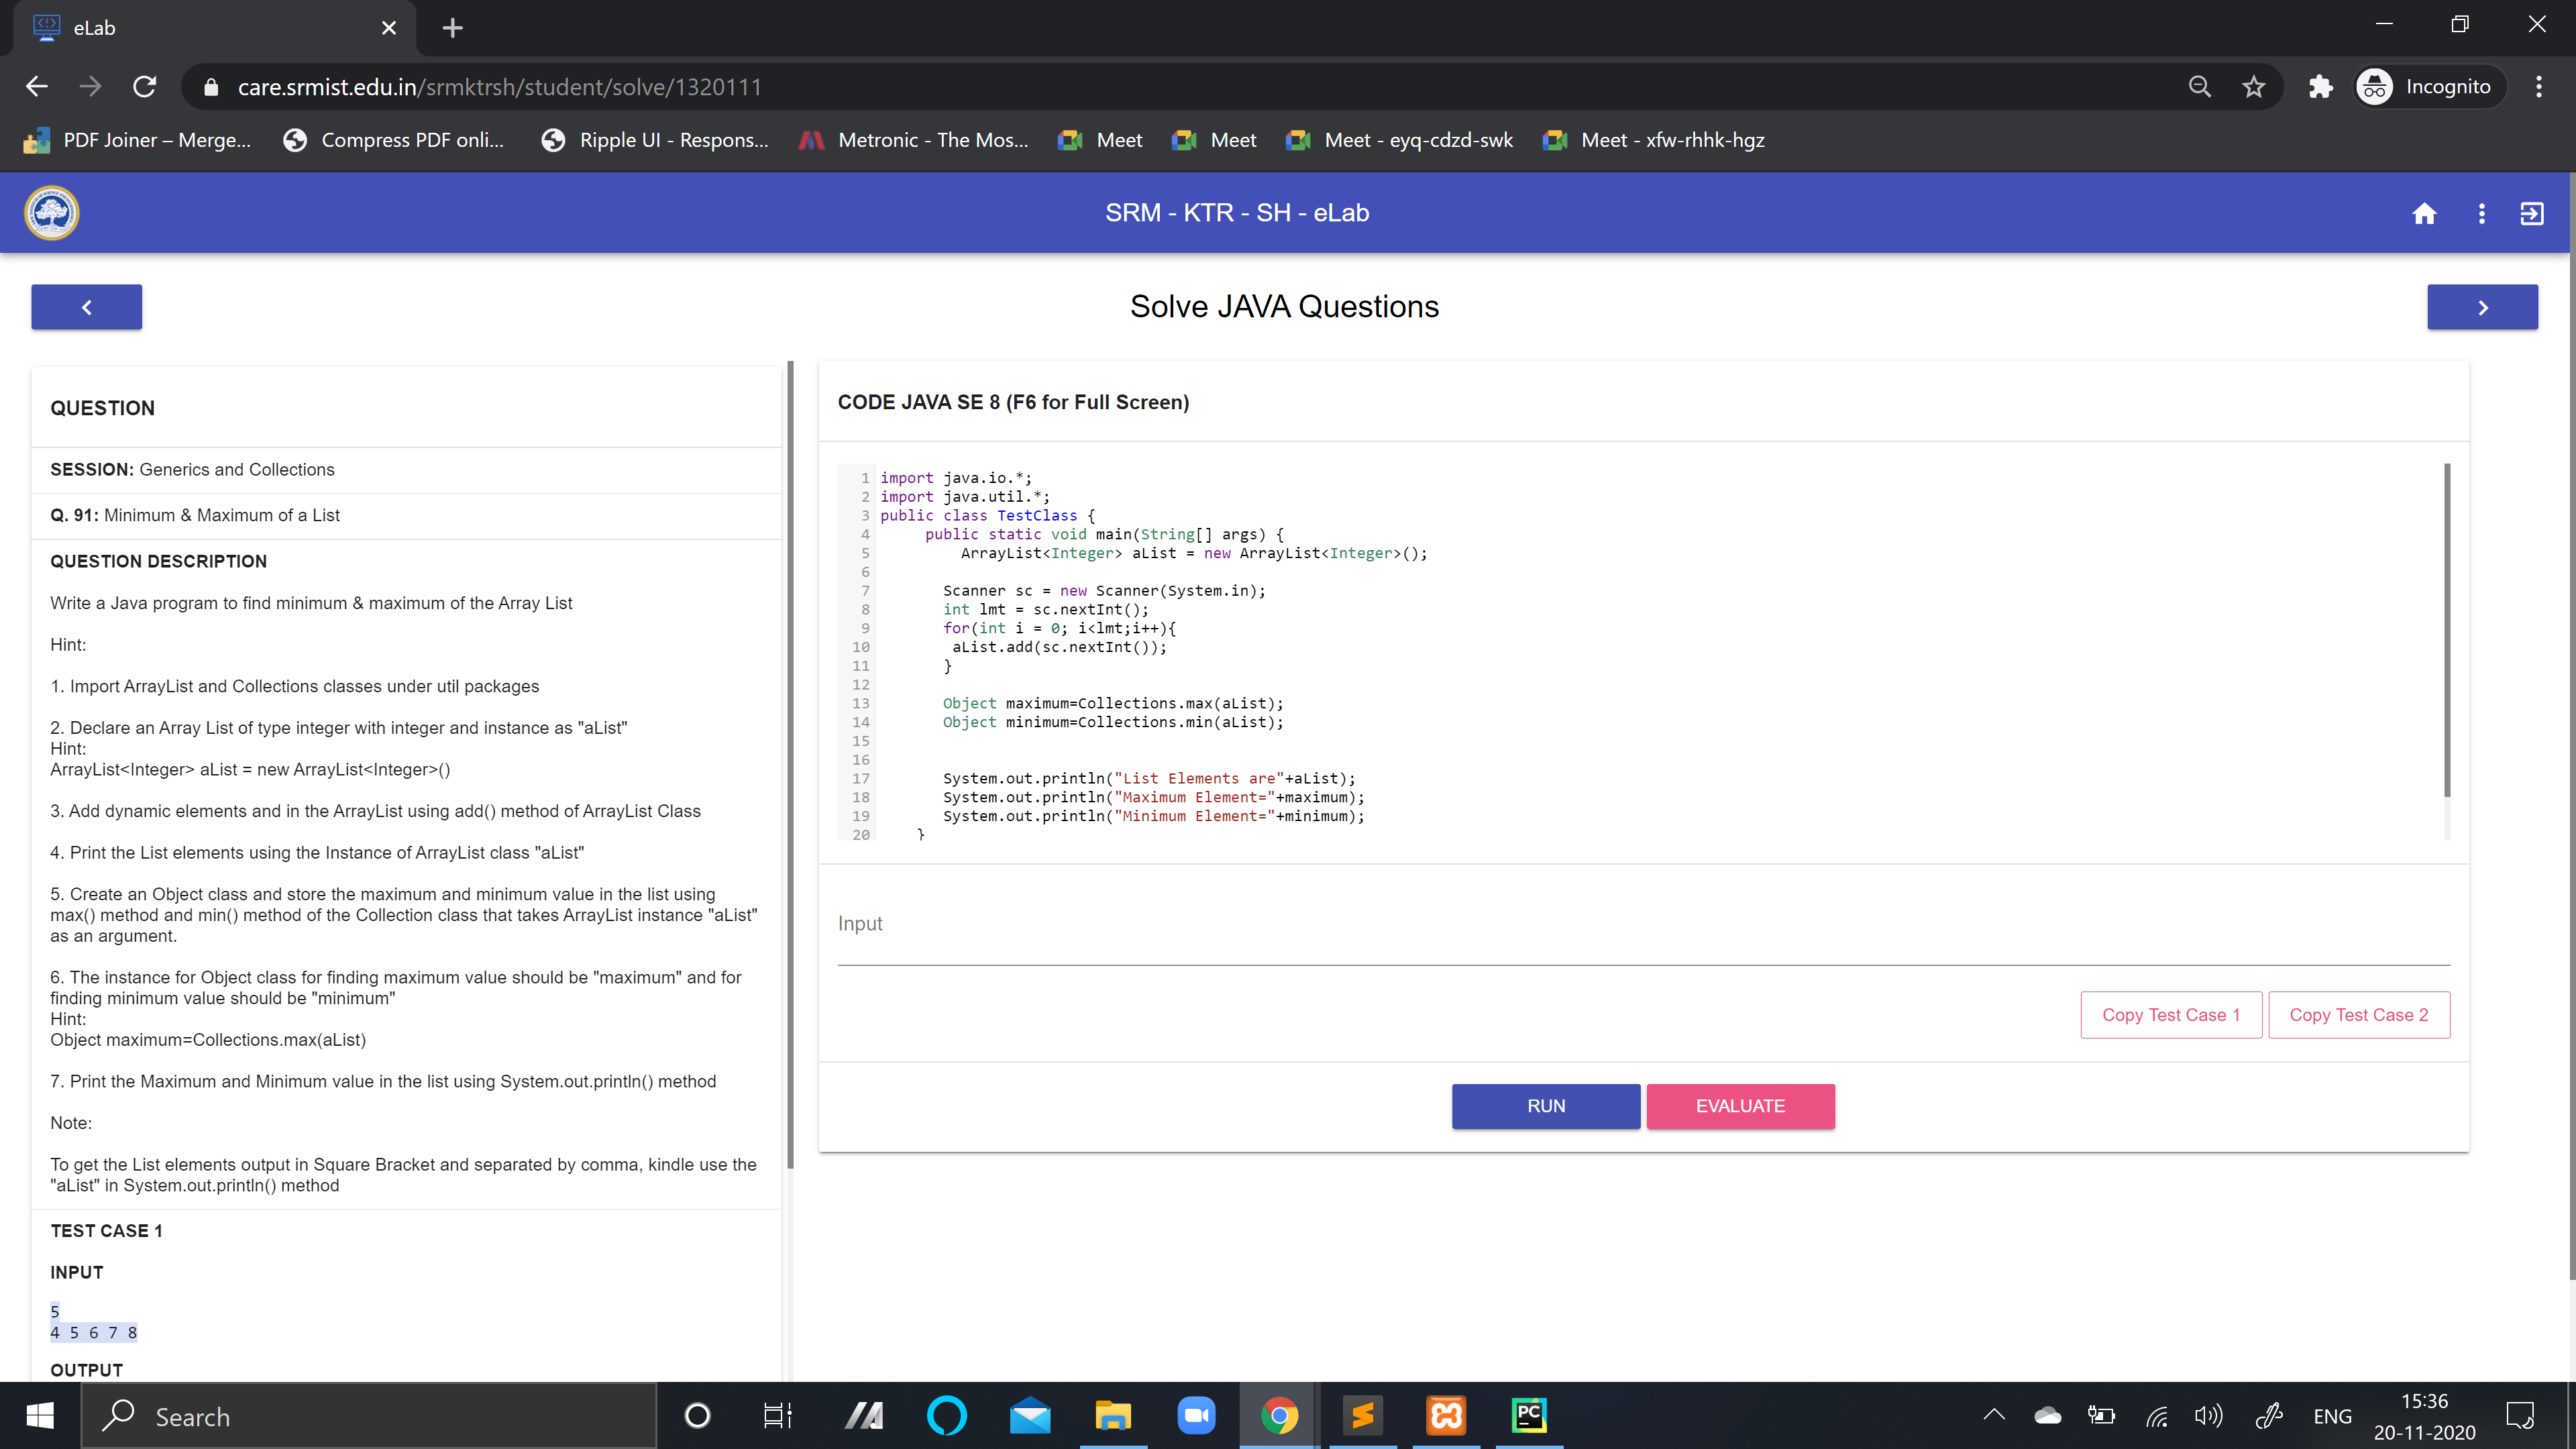 eLab
care.srmist.edu.in/srmktrsh/student/solve/1320111
Incognito
PDF Joiner – Merge...
Compress PDF onli...
Ripple UI - Respons...
Metronic - The Mos...
Meet
Meet
Meet - eyq-cdzd-swk
Meet - xfw-rhhk-hgz
SRM - KTR - SH - eLab
Solve JAVA Questions
QUESTION
SESSION: Generics and Collections
Q. 91: Minimum & Maximum of a List
QUESTION DESCRIPTION
Write a Java program to find minimum & maximum of the Array List
Hint:
1. Import ArrayList and Collections classes under util packages
2. Declare an Array List of type integer with integer and instance as "aList"
Hint:
ArrayList<Integer> aList = new ArrayList<Integer>()
3. Add dynamic elements and in the ArrayList using add() method of ArrayList Class
4. Print the List elements using the Instance of ArrayList class "aList"
5. Create an Object class and store the maximum and minimum value in the list using
max() method and min() method of the Collection class that takes ArrayList instance "aList"
as an argument.
6. The instance for Object class for finding maximum value should be "maximum" and for
finding minimum value should be "minimum"
Hint:
Object maximum=Collections.max(aList)
7. Print the Maximum and Minimum value in the list using System.out.println() method
Note:
To get the List elements output in Square Bracket and separated by comma, kindle use the
"aList" in System.out.println() method
TEST CASE 1
INPUT
5
4 5 6 7 8
OUTPUT
CODE JAVA SE 8 (F6 for Full Screen)
1 import java.io.*;
2 import java.util.*;
3 public class TestClass {
4 public static void main(String[] args) {
5 ArrayList<Integer> aList = new ArrayList<Integer>();
6
7 Scanner sc = new Scanner(System.in);
8 int lmt = sc.nextInt();
9 for(int i = 0; i<lmt;i++){
10 aList.add(sc.nextInt());
11 }
12
13 Object maximum=Collections.max(aList);
14 Object minimum=Collections.min(aList);
15
16
17 System.out.println("List Elements are"+aList);
18 System.out.println("Maximum Element="+maximum);
19 System.out.println("Minimum Element="+minimum);
20 }
Input
Copy Test Case 1
Copy Test Case 2
RUN
EVALUATE
Search
PC
ENG
15:36
20-11-2020